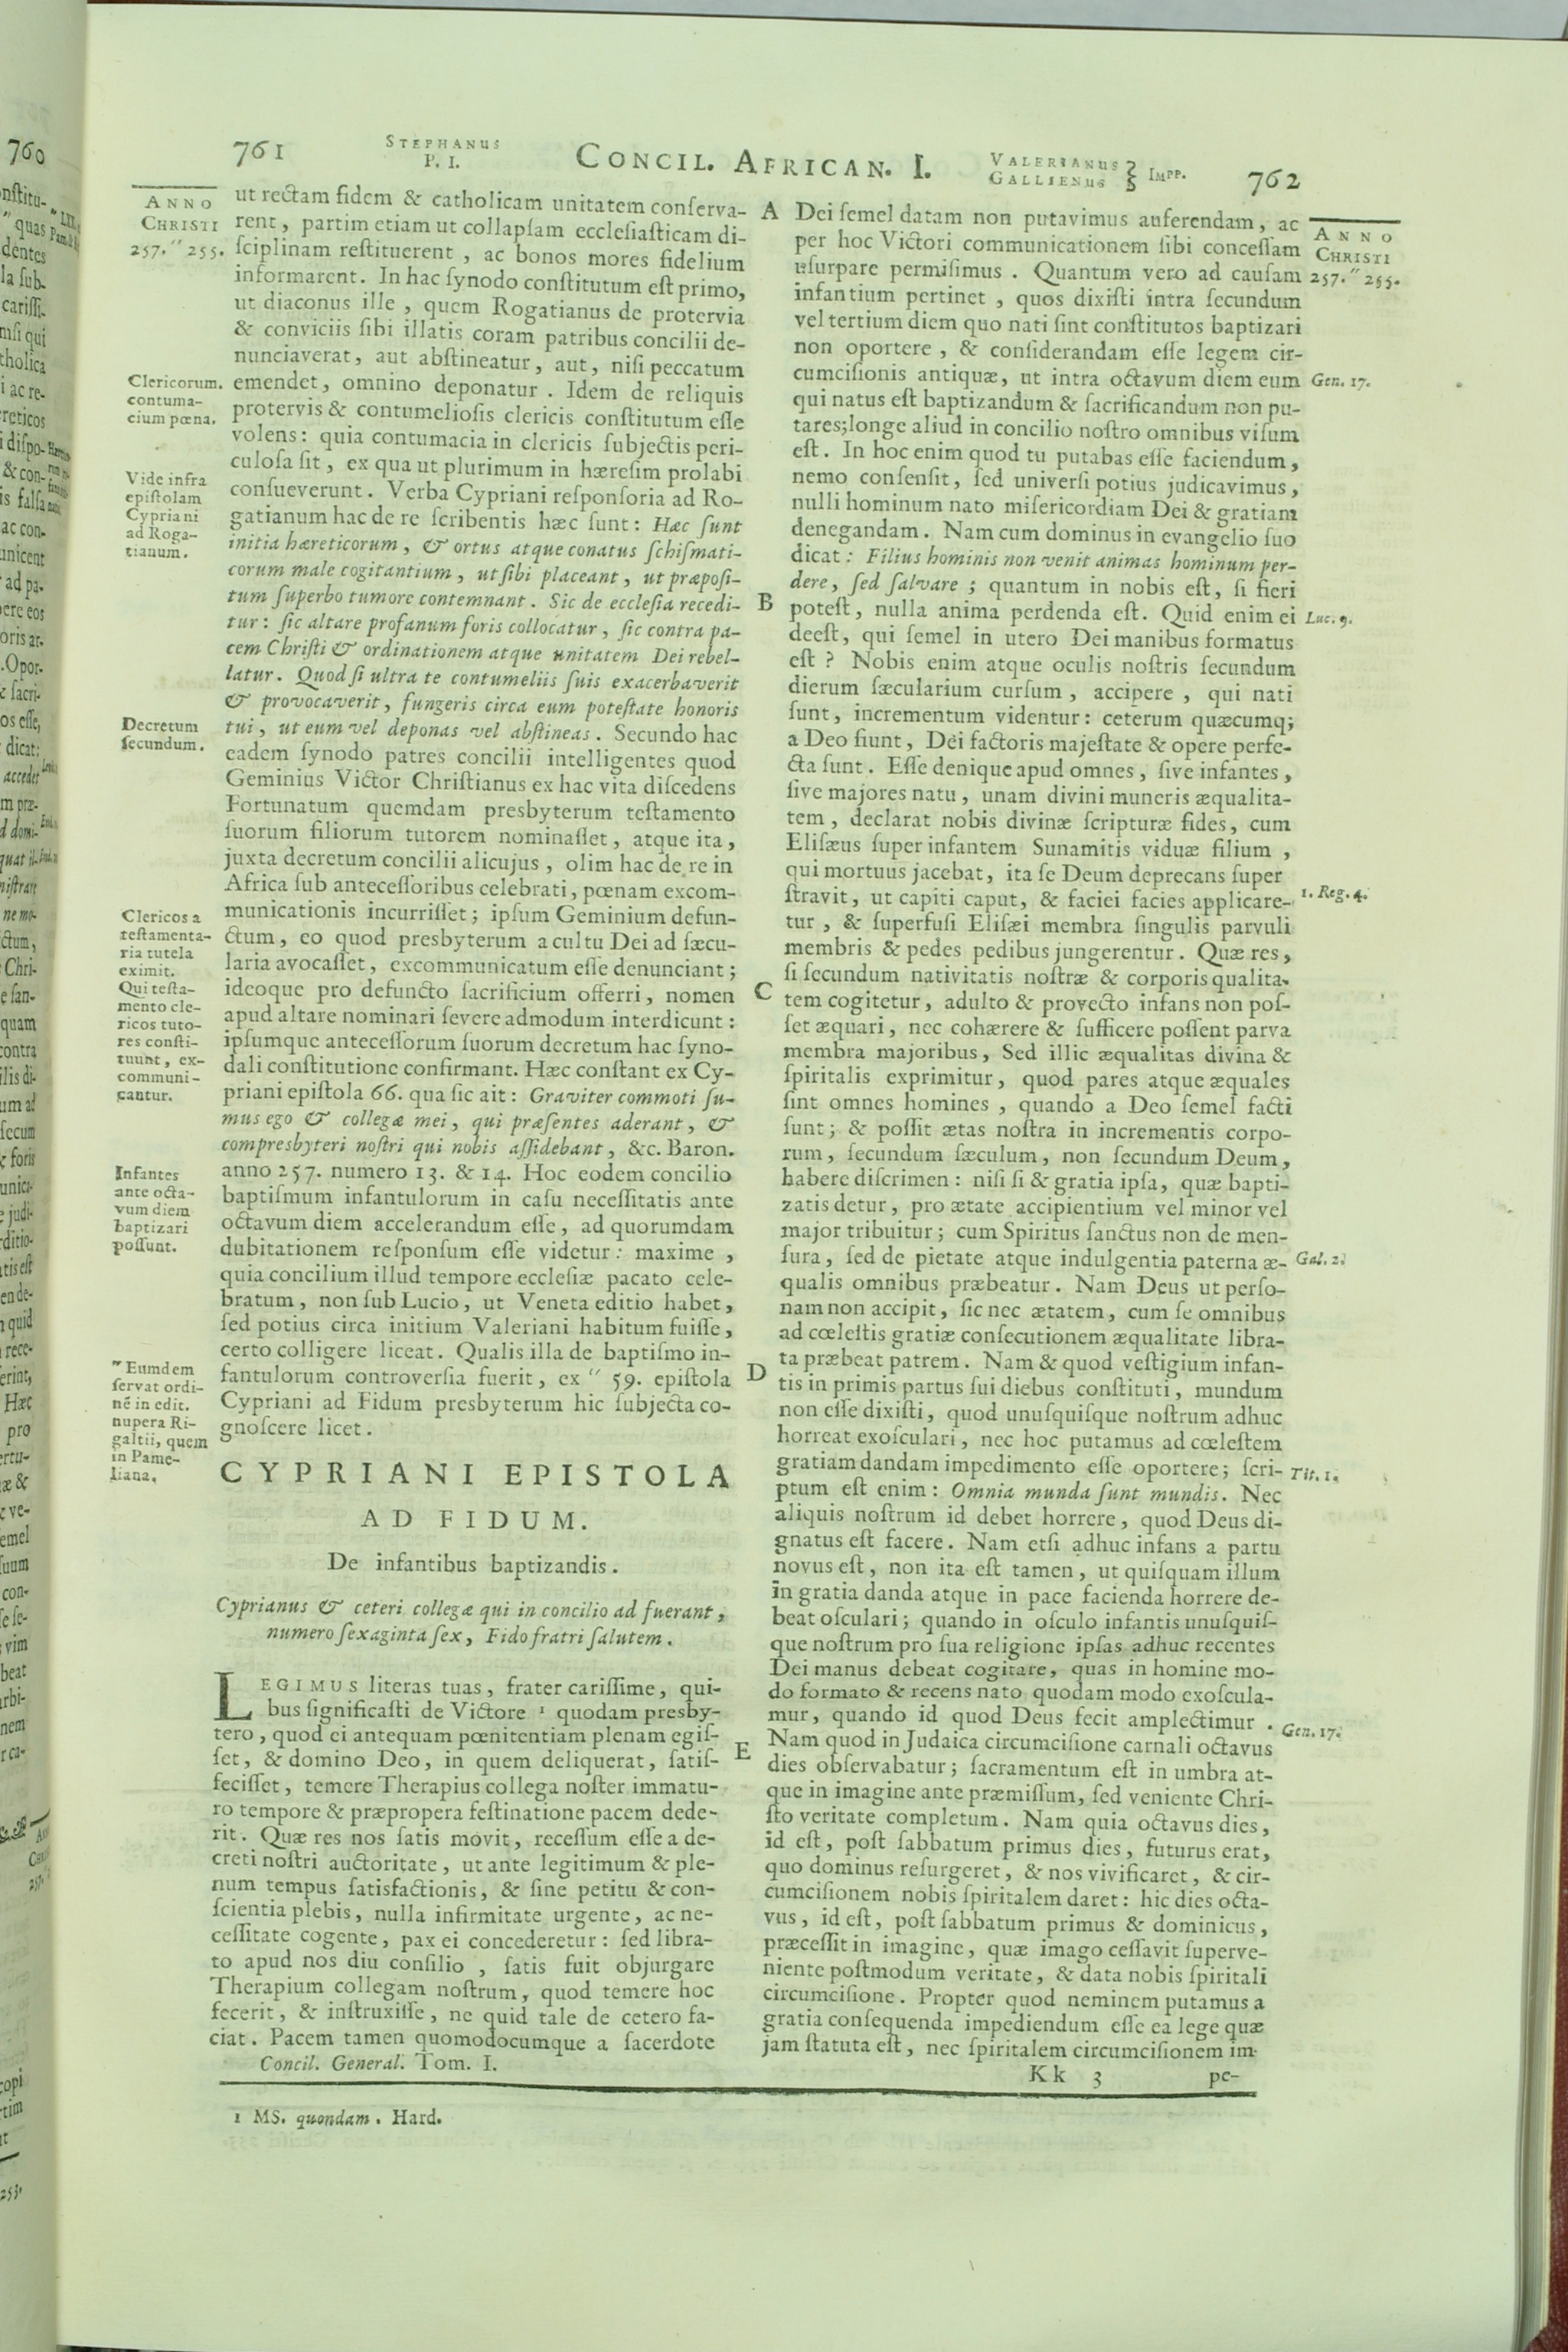 761
STEPHANUS
P. I.
CONCIL. AFRICAN. I.
VALERIANUS
GALLIENUS
IMPP.
762
ANNO
CHRISTI
257. " 255.
ut rectam fidem & catholicam unitatem conserva-
rent, partim etiam ut collapsam ecclesiasticam di-
sciplinam restituerent, ac bonos mores fidelium
informarent. In hac synodo constitutum est primo,
ut diaconus ille, quem Rogatianus de protervia
& conviciis sibi illatis coram patribus concilii de-
nunciaverat, aut abstineatur, aut, nisi peccatum
emendet, omnino deponatur. Idem de reliquis
protervis & contumeliosis clericis constitutum esse
volens: quia contumacia in clericis subjectis peri-
culosa sit, ex qua ut plurimum in hæresim prolabi
consueverunt. Verba Cypriani responsoria ad Ro-
gatianum hac de re scribentis hæc sunt: Hæc sunt
initia hæreticorum, & ortus atque conatus schismati-
corum male cogitantium, ut sibi placeant, ut præposi-
tum superbo tumore contemnant. Sic de ecclesia recedi-
tur: sic altare profanum foris collocatur, sic contra pa-
cem Christi & ordinationem atque unitatem Dei rebel-
latur. Quod si ultra te contumeliis suis exacerbaverit
& provocaverit, fungeris circa eum potestate honoris
tui, ut eum vel deponas vel abstineas. Secundo hac
eadem synodo patres concilii intelligentes quod
Geminius Victor Christianus ex hac vita discedens
Fortunatum quemdam presbyterum testamento
suorum filiorum tutorem nominasset, atque ita,
juxta decretum concilii alicujus, olim hac de re in
Africa sub antecessoribus celebrati, pœnam excom-
municationis incurrisset; ipsum Geminium defun-
ctum, eo quod presbyterum a cultu Dei ad sæcu-
laria avocasset, excommunicatum esse denunciant;
ideoque pro defuncto sacrificium offerri, nomen
apud altare nominari severe admodum interdicunt:
ipsumque antecessorum suorum decretum hac syno-
dali constitutione confirmant. Hæc constant ex Cy-
priani epistola 66. qua sic ait: Graviter commoti su-
mus ego & collegæ mei, qui præsentes aderant, &
compresbyteri nostri qui nobis assidebant, &c. Baron.
anno 257. numero 13. & 14. Hoc eodem concilio
baptismum infantulorum in casu necessitatis ante
octavum diem accelerandum esse, ad quorumdam
dubitationem responsum esse videtur: maxime,
quia concilium illud tempore ecclesiæ pacato cele-
bratum, non sub Lucio, ut Veneta editio habet,
sed potius circa initium Valeriani habitum fuisse,
certo colligere liceat. Qualis illa de baptismo in-
fantulorum controversia fuerit, ex " 59. epistola
Cypriani ad Fidum presbyterum hic subjecta co-
gnoscere licet.
Clericorum
contuma-
cium pœna.
Vide infra
epistolam
Cypriani
ad Roga-
tianum.
Decretum
secundum.
Clericos a
testamenta-
ria tutela
eximit.
Qui testa-
mento cle-
ricos tuto-
res consti-
tuunt, ex-
communi-
cantur.
Infantes
ante octa-
vum diem
baptizari
possunt.
" Eumdem
servat ordi-
nē in edit.
nupera Ri-
galtii, quem
in Pame-
liana.
CYPRIANI EPISTOLA
AD FIDUM.
De infantibus baptizandis.
Cyprianus & ceteri collegæ qui in concilio ad fuerant,
numero sexaginta sex, Fido fratri salutem.
LEGIMUS literas tuas, frater carissime, qui-
bus significasti de Victore 1 quodam presby-
tero, quod ei antequam pœnitentiam plenam egis-
set, & domino Deo, in quem deliquerat, satis-
fecisset, temere Therapius collega noster immatu-
ro tempore & præpropera festinatione pacem dede-
rit. Quæ res nos satis movit, recessum esse a de-
creti nostri auctoritate, ut ante legitimum & ple-
num tempus satisfactionis, & sine petitu & con-
scientia plebis, nulla infirmitate urgente, ac ne-
cessitate cogente, pax ei concederetur: sed libra-
to apud nos diu consilio, satis fuit objurgare
Therapium collegam nostrum, quod temere hoc
fecerit, & instruxisse, ne quid tale de cetero fa-
ciat. Pacem tamen quomodocumque a sacerdote
Concil. General. Tom. I.
A
B
C
D
E
Dei semel datam non putavimus auferendam, ac
per hoc Victori communicationem sibi concessam
usurpare permisimus. Quantum vero ad causam
infantium pertinet, quos dixisti intra secundum
vel tertium diem quo nati sint constitutos baptizari
non oportere, & considerandam esse legem cir-
cumcisionis antiquæ, ut intra octavum diem eum
qui natus est baptizandum & sacrificandum non pu-
tares; longe aliud in concilio nostro omnibus visum
est. In hoc enim quod tu putabas esse faciendum,
nemo consensit, sed universi potius judicavimus,
nulli hominum nato misericordiam Dei & gratiam
denegandam. Nam cum dominus in evangelio suo
dicat: Filius hominis non venit animas hominum per-
dere, sed salvare; quantum in nobis est, si fieri
potest, nulla anima perdenda est. Quid enim ei
deest, qui semel in utero Dei manibus formatus
est? Nobis enim atque oculis nostris secundum
dierum sæcularium cursum, accipere, qui nati
sunt, incrementum videntur: ceterum quæcumq;
a Deo fiunt, Dei factoris majestate & opere perfe-
cta sunt. Esse denique apud omnes, sive infantes,
sive majores natu, unam divini muneris æqualita-
tem, declarat nobis divinæ scripturæ fides, cum
Elisæus super infantem Sunamitis viduæ filium,
qui mortuus jacebat, ita se Deum deprecans super
stravit, ut capiti caput, & faciei facies applicare-
tur, & superfusi Elisæi membra singulis parvuli
membris & pedes pedibus jungerentur. Quæ res,
si secundum nativitatis nostræ & corporis qualita-
tem cogitetur, adulto & provecto infans non pos-
set æquari, nec cohærere & sufficere possent parva
membra majoribus, Sed illic æqualitas divina &
spiritalis exprimitur, quod pares atque æquales
sint omnes homines, quando a Deo semel facti
sunt; & possit ætas nostra in incrementis corpo-
rum, secundum sæculum, non secundum Deum,
habere discrimen: nisi si & gratia ipsa, quæ bapti-
zatis detur, pro ætate accipientium vel minor vel
major tribuitur; cum Spiritus sanctus non de men-
sura, sed de pietate atque indulgentia paterna æ-
qualis omnibus præbeatur. Nam Deus ut perso-
nam non accipit, sic nec ætatem, cum se omnibus
ad cœlestis gratiæ consecutionem æqualitate libra-
ta præbeat patrem. Nam & quod vestigium infan-
tis in primis partus sui diebus constituti, mundum
non esse dixisti, quod unusquisque nostrum adhuc
horreat exosculari, nec hoc putamus ad cœlestem
gratiam dandam impedimento esse oportere; scri-
ptum est enim: Omnia munda sunt mundis. Nec
aliquis nostrum id debet horrere, quod Deus di-
gnatus est facere. Nam etsi adhuc infans a partu
novus est, non ita est tamen, ut quisquam illum
in gratia danda atque in pace facienda horrere de-
beat osculari; quando in osculo infantis unusquis-
que nostrum pro sua religione ipsas adhuc recentes
Dei manus debeat cogitare, quas in homine mo-
do formato & recens nato quodam modo exoscula-
mur, quando id quod Deus fecit amplectimur.
Nam quod in Judaica circumcisione carnali octavus
dies observabatur; sacramentum est in umbra at-
que in imagine ante præmissum, sed veniente Chri-
sto veritate completum. Nam quia octavus dies,
id est, post sabbatum primus dies, futurus erat,
quo dominus resurgeret, & nos vivificaret, & cir-
cumcisionem nobis spiritalem daret: hic dies octa-
vus, id est, post sabbatum primus & dominicus,
præcessit in imagine, quæ imago cessavit superve-
niente postmodum veritate, & data nobis spiritali
circumcisione. Propter quod neminem putamus a
gratia consequenda impediendum esse ea lege quæ
jam statuta est, nec spiritalem circumcisionem im-
Kk 3
pe-
ANNO
CHRISTI
257. " 255.
Gen. 17.
Luc. 9.
1. Reg. 4.
Gal. 2.
Tit. 1.
Gen. 17.
1 MS. quondam. Hard.
760